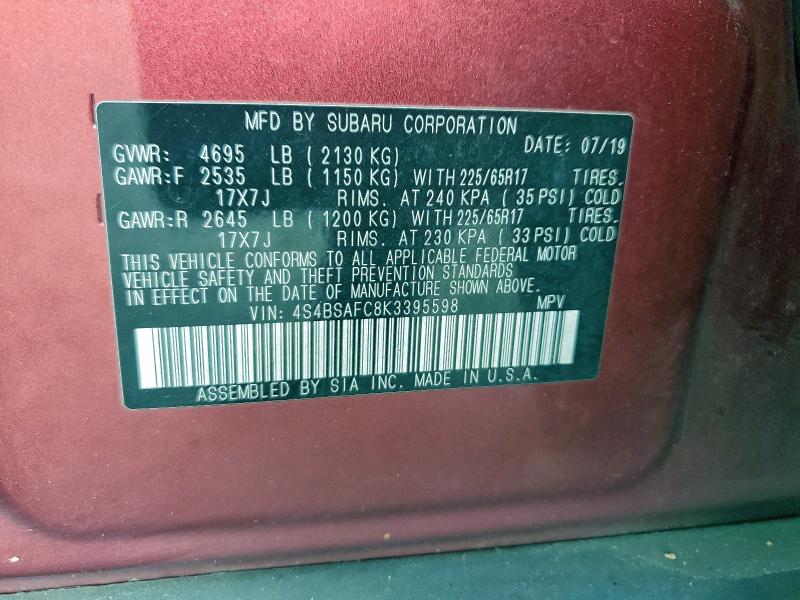 MFD BY SUBARU CORPORATION
DATE: 07/19
GVWR: 4695 LB ( 2130 KG)
GAWR:F 2535 LB ( 1150 KG) WITH 225/65R17 TIRES.
17X7J RIMS. AT 240 KPA ( 35 PSI) COLD
GAWR:R 2645 LB ( 1200 KG) WITH 225/65R17 TIRES.
17X7J RIMS. AT 230 KPA ( 33 PSI) COLD
THIS VEHICLE CONFORMS TO ALL APPLICABLE FEDERAL MOTOR
VEHICLE SAFETY AND THEFT PREVENTION STANDARDS
IN EFFECT ON THE DATE OF MANUFACTURE SHOWN ABOVE.
VIN: 4S4BSAFC8K3395598 MPV
ASSEMBLED BY SIA INC. MADE IN U.S.A.